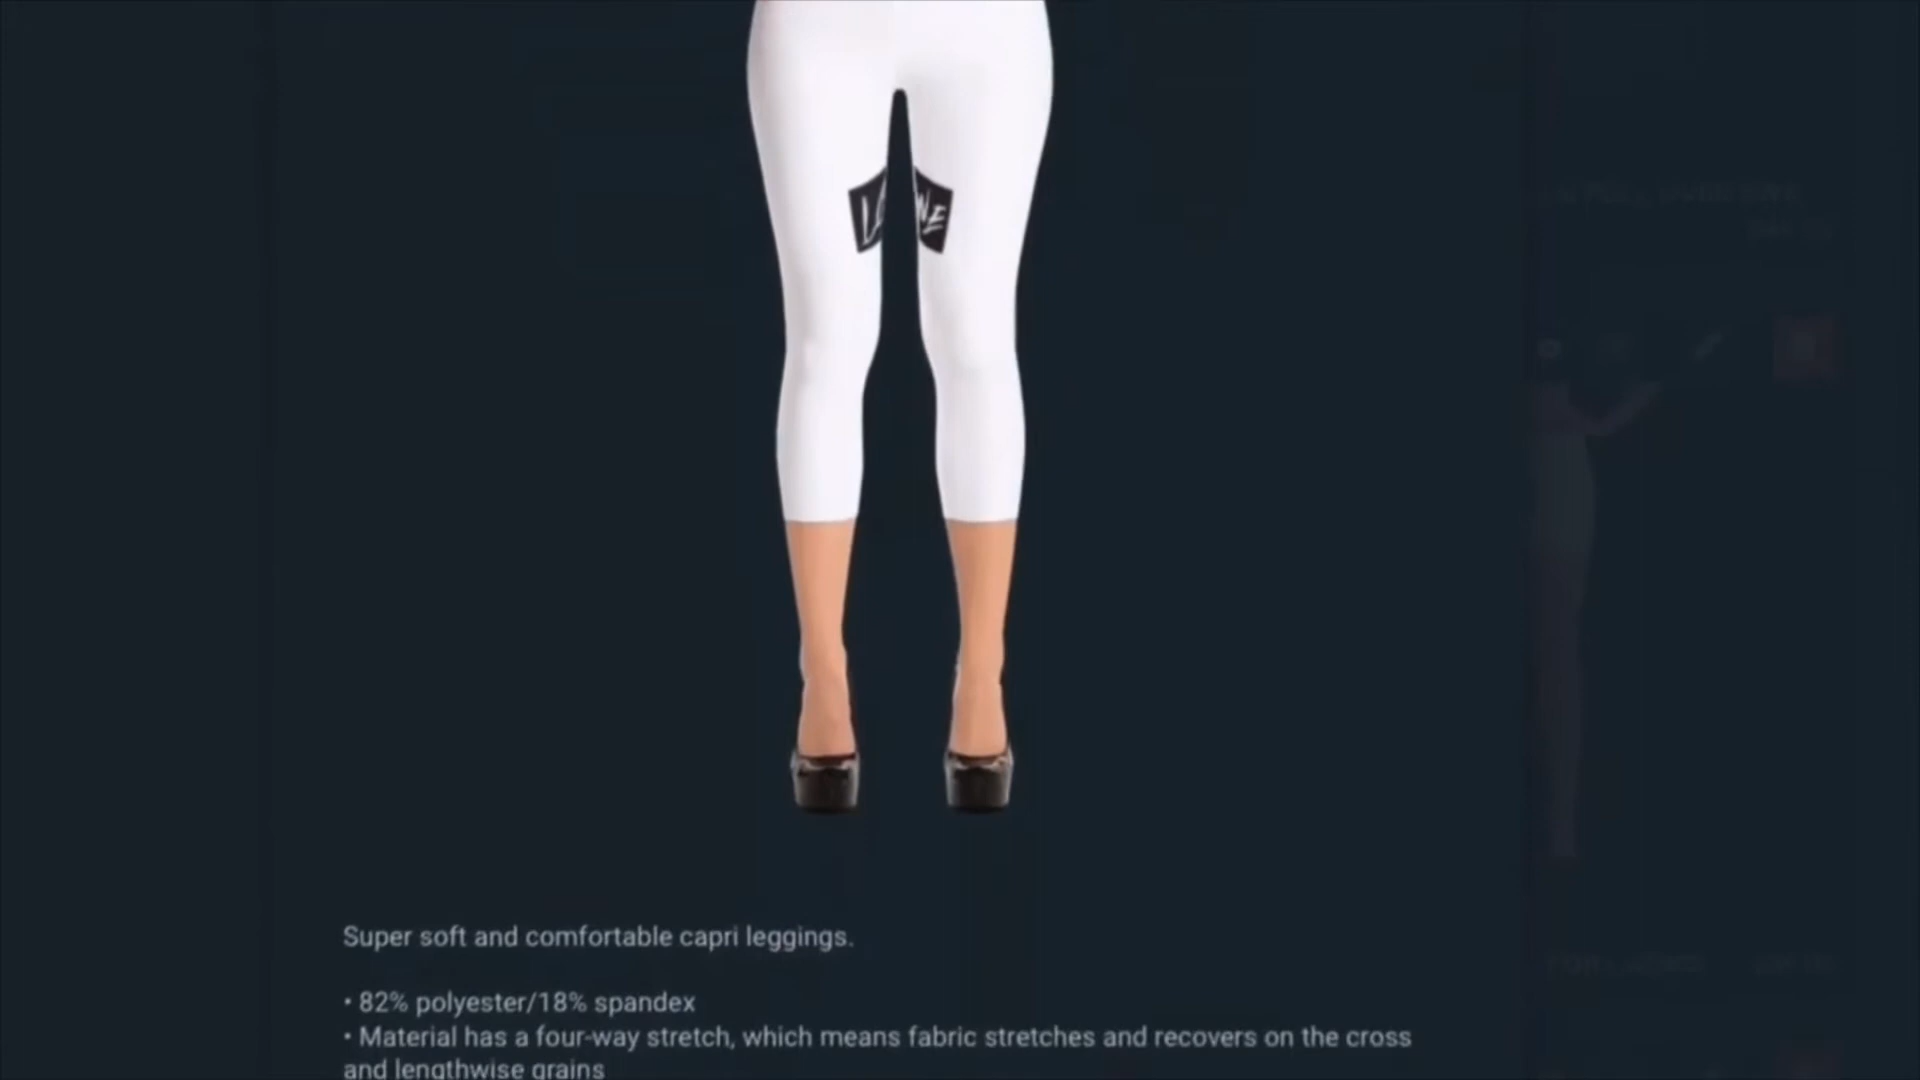 Super soft and comfortable capri leggings.
• 82% polyester/18% spandex
• Material has a four-way stretch, which means fabric stretches and recovers on the cross
and lengthwise grains